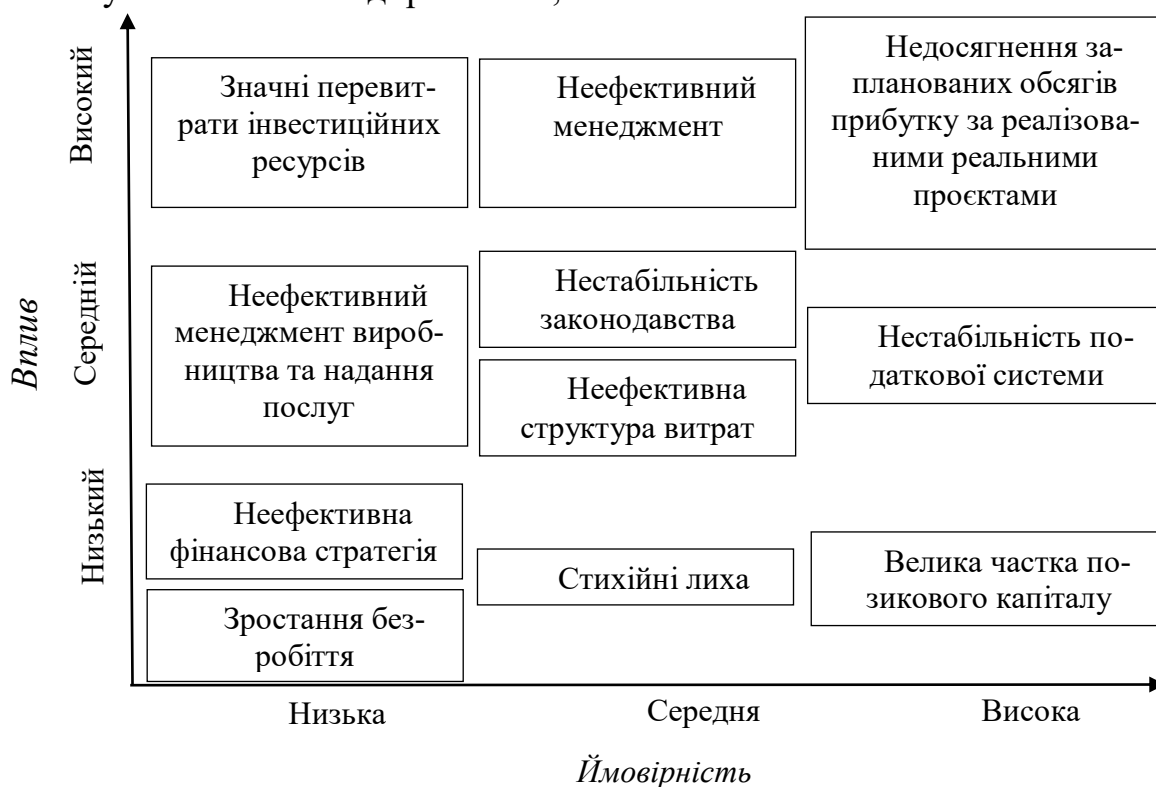 Високий
Значні перевит-
рати інвестиційних
ресурсів
Неефективний
менеджмент
Недосягнення за-
планованих обсягів
прибутку за реалізова-
ними реальними
проєктами
Вплив
Середній
Неефективний
менеджмент вироб-
ництва та надання
послуг
Нестабільність
законодавства
Неефективна
структура витрат
Нестабільність по-
даткової системи
Низький
Неефективна
фінансова стратегія
Зростання без-
робіття
Стихійні лиха
Велика частка по-
зикового капіталу
Низька
Середня
Висока
Ймовірність